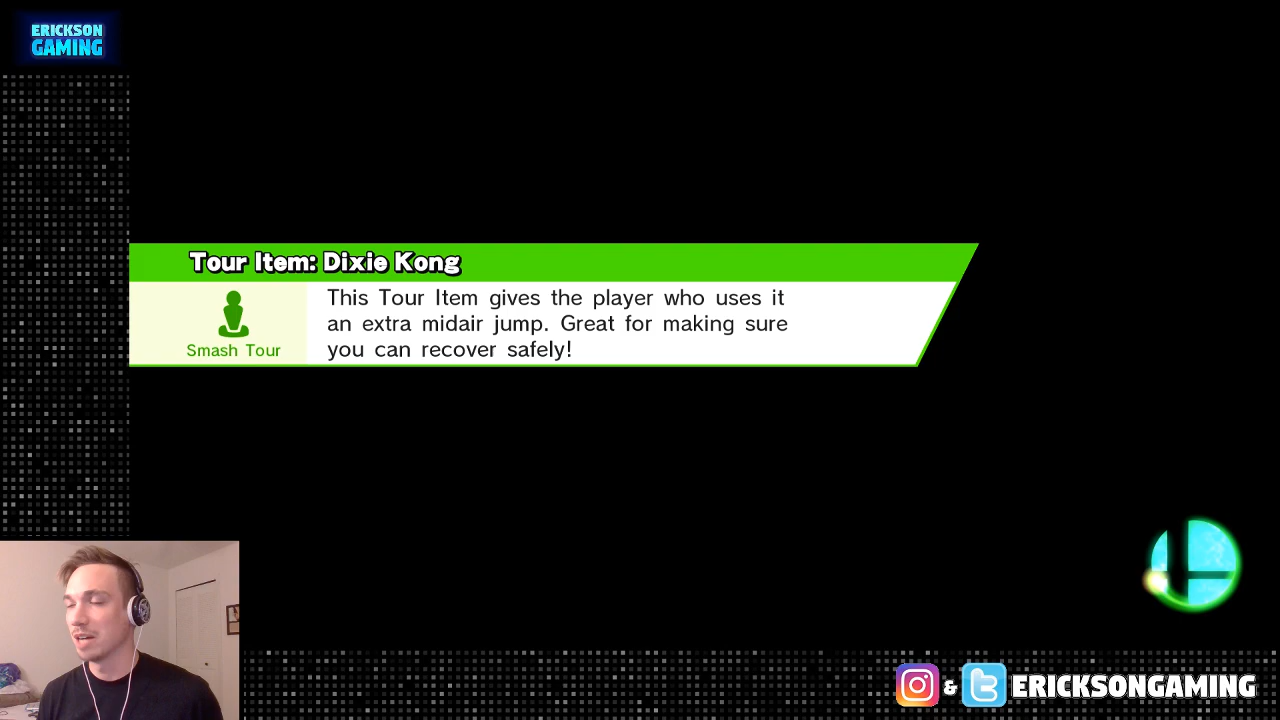 ERICKSON
GAMING
Tour Item: Dixie Kong
This Tour Item gives the player who uses it
an extra midair jump. Great for making sure
you can recover safely!
Smash Tour
& ERICKSONGAMING